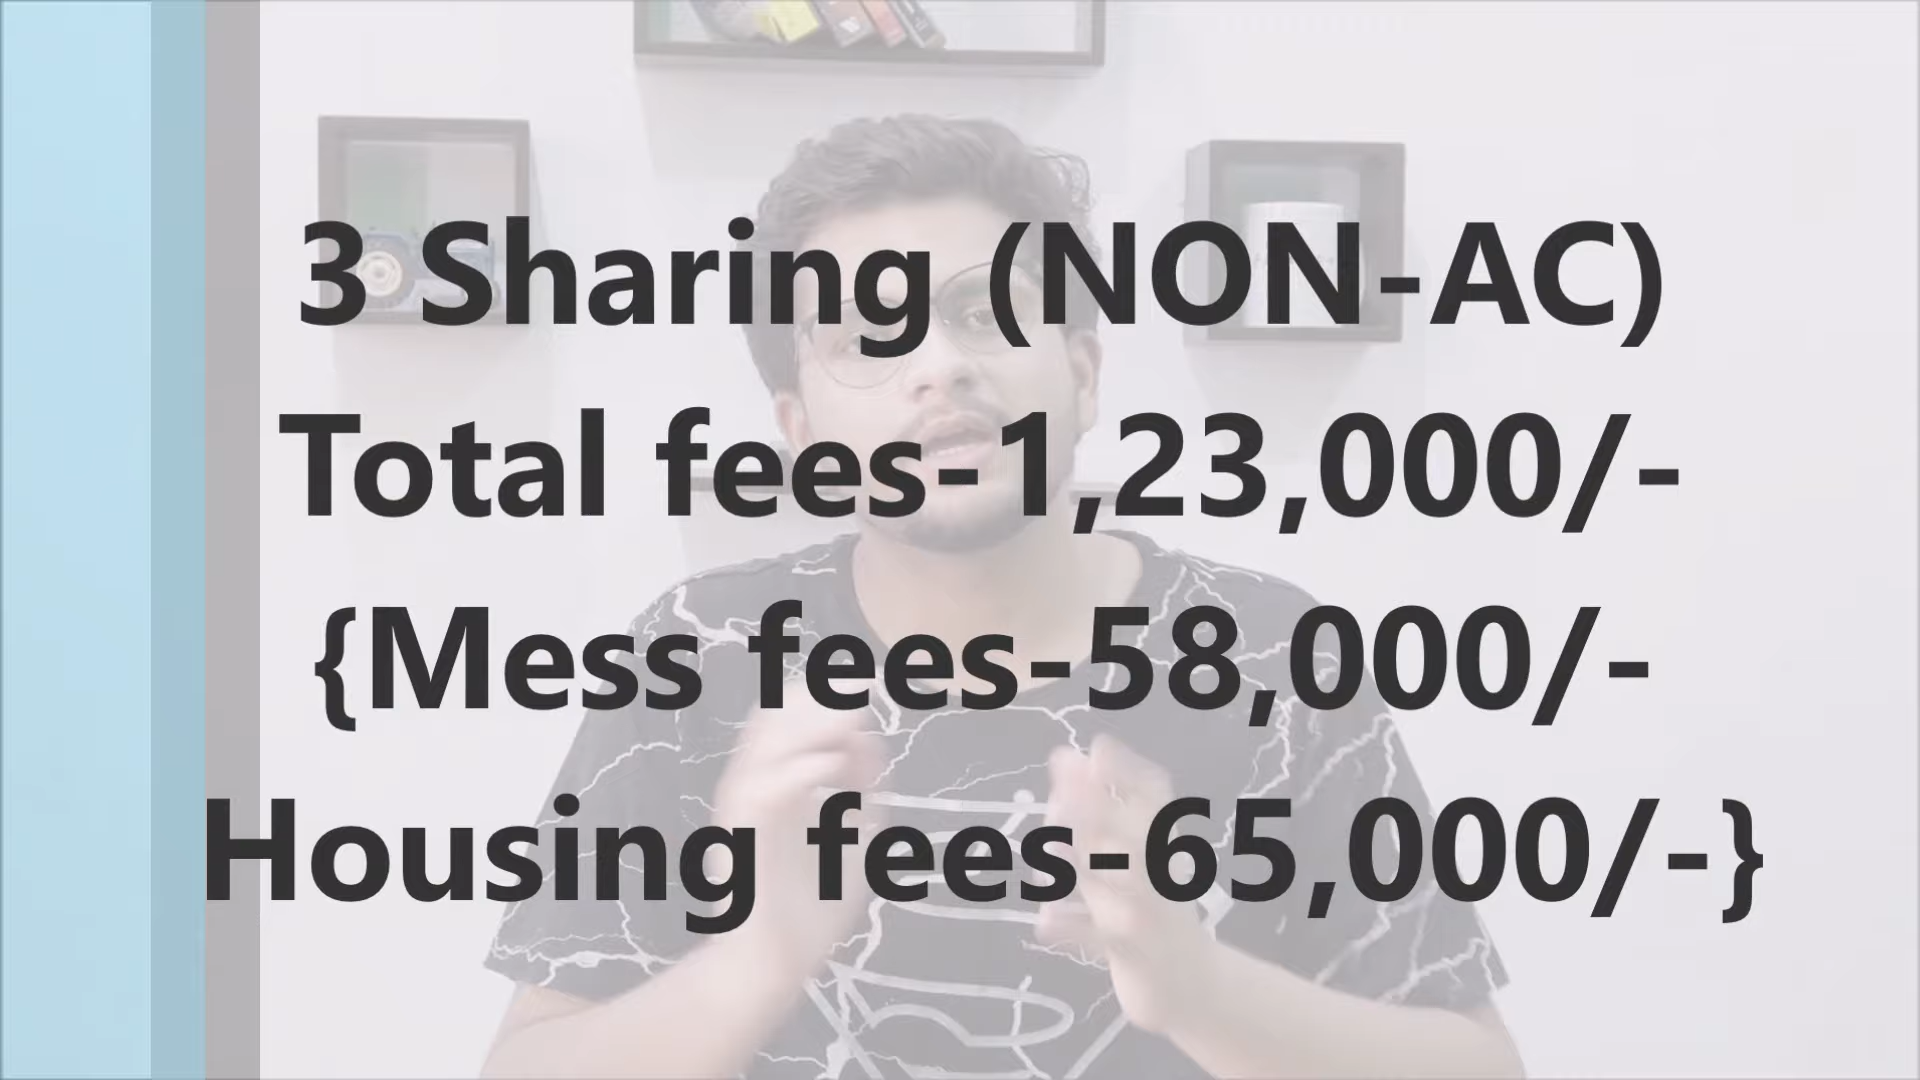 3 Sharing (NON-AC)
Total fees-1,23,000/-
{Mess fees-58,000/-
Housing fees-65,000/-}